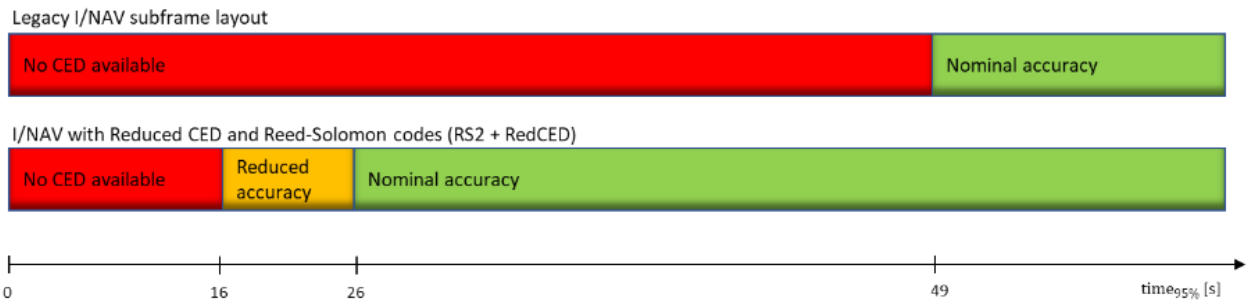 Legacy I/NAV subframe layout
No CED available
Nominal accuracy
I/NAV with Reduced CED and Reed-Solomon codes (RS2 + RedCED)
No CED available
Reduced
accuracy
Nominal accuracy
0
16
26
49
time95% [s]